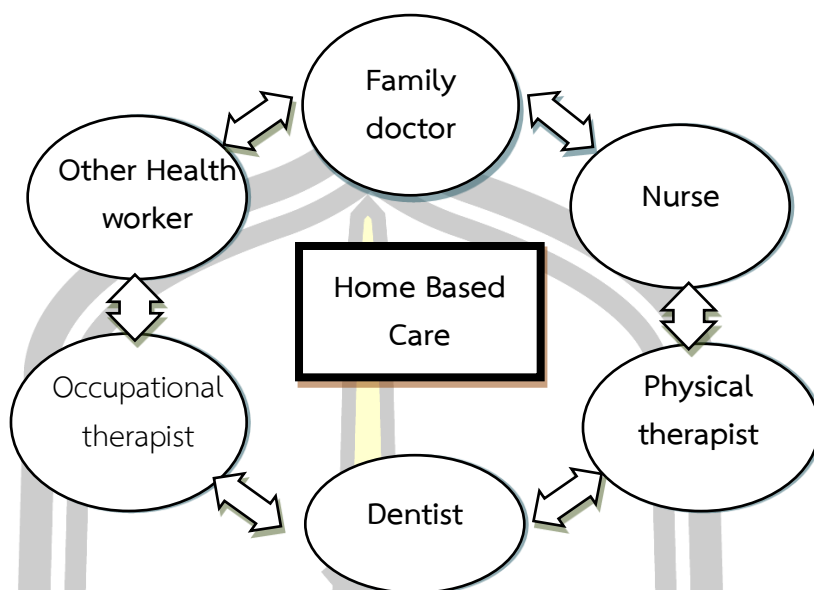 Family
doctor
Other Health
worker
Nurse
Home Based
Care
Occupational
therapist
Physical
therapist
Dentist